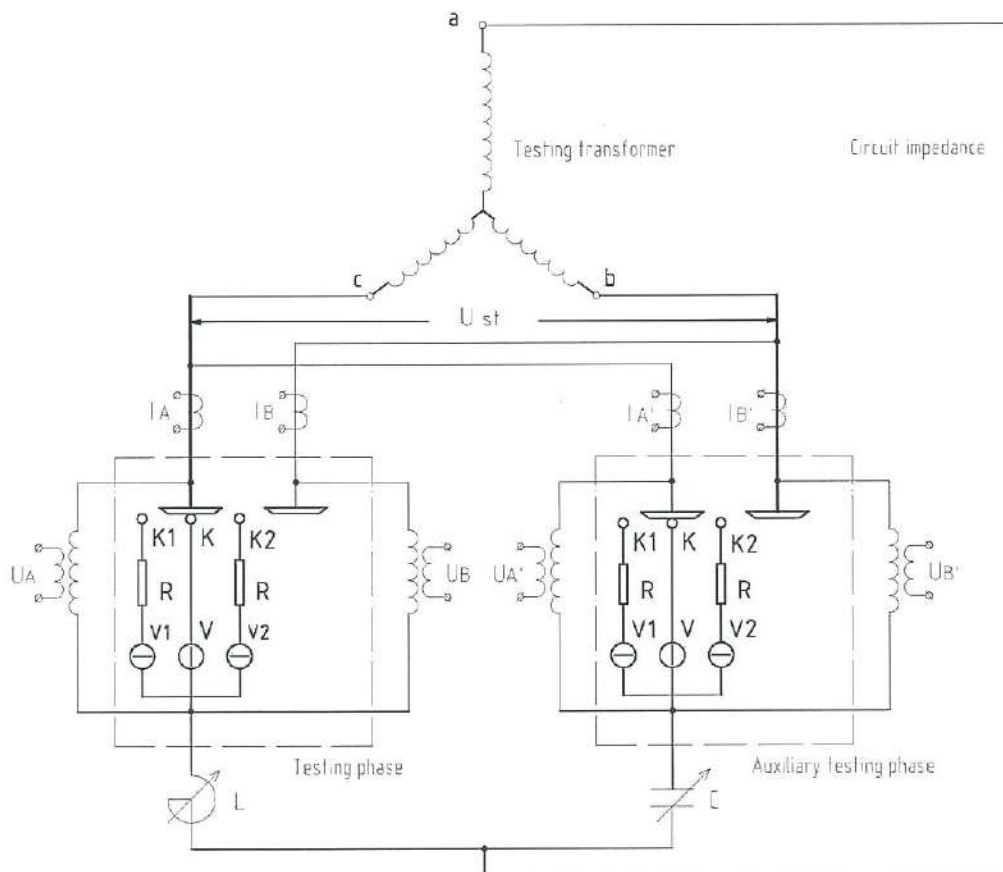 a
Testing transformer
Circuit impedance
c
b
U st
IA
IB
IA'
IB'
K1 K K2
K1 K K2
UA
R
R
UB
UA'
R
R
UB'
V1 V V2
V1 V V2
Testing phase
Auxiliary testing phase
L
C